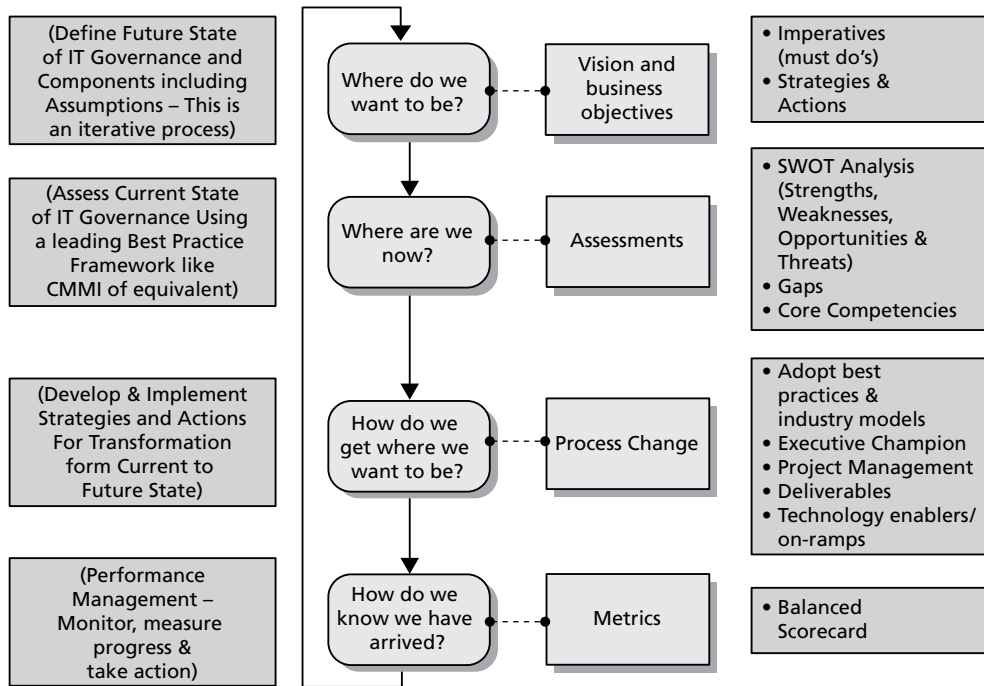 (Define Future State
of IT Governance and
Components including
Assumptions – This is
an iterative process)
Where do we
want to be?
Vision and
business
objectives
• Imperatives
(must do's)
• Strategies &
Actions
(Assess Current State
of IT Governance Using
a leading Best Practice
Framework like
CMMI of equivalent)
Where are we
now?
Assessments
• SWOT Analysis
(Strengths,
Weaknesses,
Opportunities &
Threats)
• Gaps
• Core Competencies
(Develop & Implement
Strategies and Actions
For Transformation
form Current to
Future State)
How do we
get where we
want to be?
Process Change
• Adopt best
practices &
industry models
• Executive Champion
• Project Management
• Deliverables
• Technology enablers/
on-ramps
(Performance
Management –
Monitor, measure
progress &
take action)
How do we
know we have
arrived?
Metrics
• Balanced
Scorecard